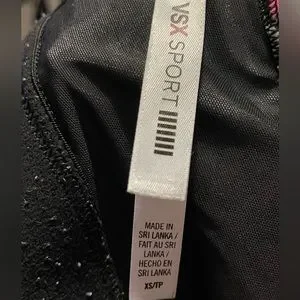 VSX SPORT
MADE IN
SRI LANKA /
FAIT AU SRI
LANKA /
HECHO EN
SRI LANKA
XS/TP